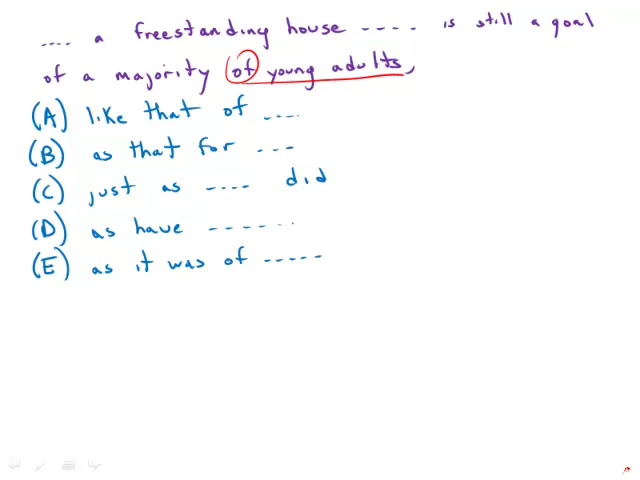 .... a freestanding house .... is still a goal
of a majority of young adults,
(A) like that of ....
(B) as that for ---
(C) just as .... did
(D) as have ------
(E) as it was of -----